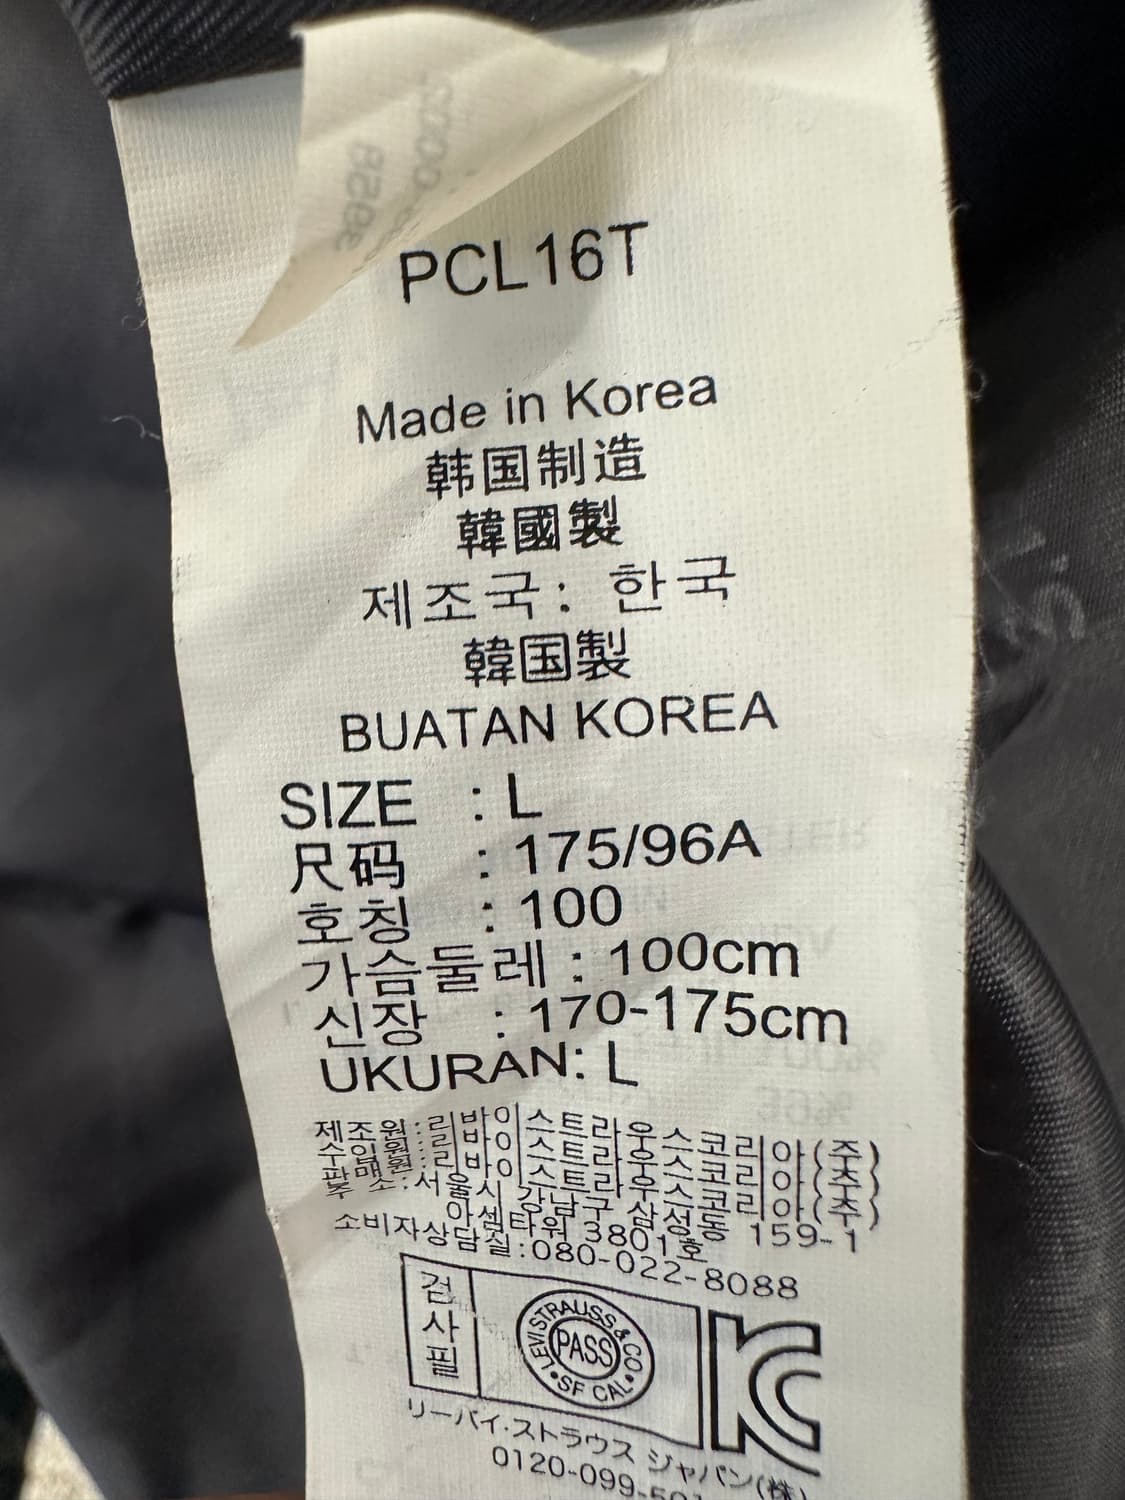 3958
PCL16T
Made in Korea
韩国制造
韓國製
제조국: 한국
韓国製
BUATAN KOREA
SIZE : L
尺码 : 175/96A
호칭 : 100
가슴둘레 : 100cm
신장 : 170-175cm
UKURAN: L
제조원:리바이스트라우스코리아(주)
수입원:리바이스트라우스코리아(주)
판매원:리바이스트라우스코리아(주)
주 소:서울시 강남구 삼성동 159-1
아셈타워 3801호
소비자상담실:080-022-8088
검사필
LEVI STRAUSS & CO
PASS
SF CAL
リーバイ·ストラウス ジャパン(株)
0120-099-501